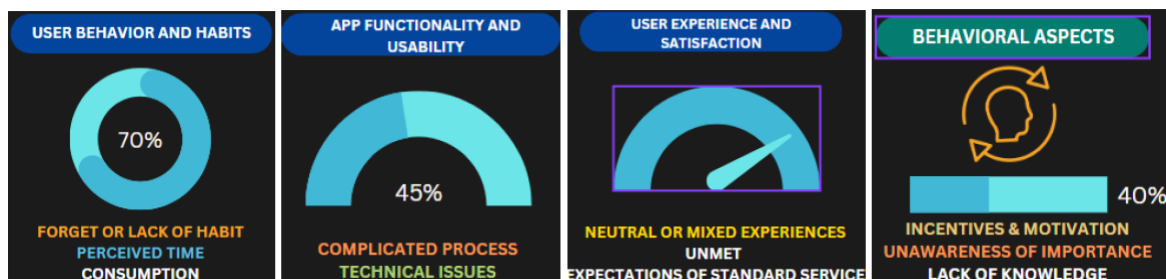 USER BEHAVIOR AND HABITS
70%
FORGET OR LACK OF HABIT
PERCEIVED TIME
CONSUMPTION
APP FUNCTIONALITY AND
USABILITY
45%
COMPLICATED PROCESS
TECHNICAL ISSUES
USER EXPERIENCE AND
SATISFACTION
NEUTRAL OR MIXED EXPERIENCES
UNMET
EXPECTATIONS OF STANDARD SERVICE
BEHAVIORAL ASPECTS
40%
INCENTIVES & MOTIVATION
UNAWARENESS OF IMPORTANCE
LACK OF KNOWLEDGE